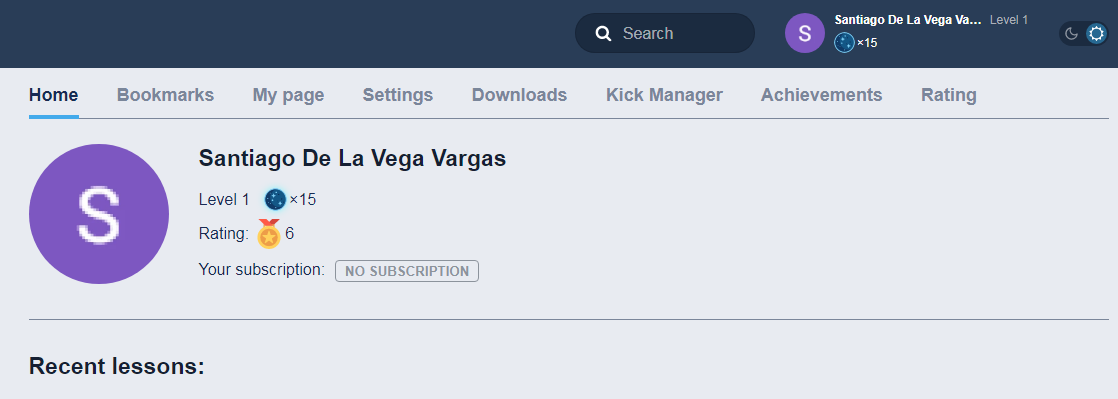 Search
S
Santiago De La Vega Va... Level 1
×15
Home Bookmarks My page Settings Downloads Kick Manager Achievements Rating
S
Santiago De La Vega Vargas
Level 1 ×15
Rating: 6
Your subscription: NO SUBSCRIPTION
Recent lessons: